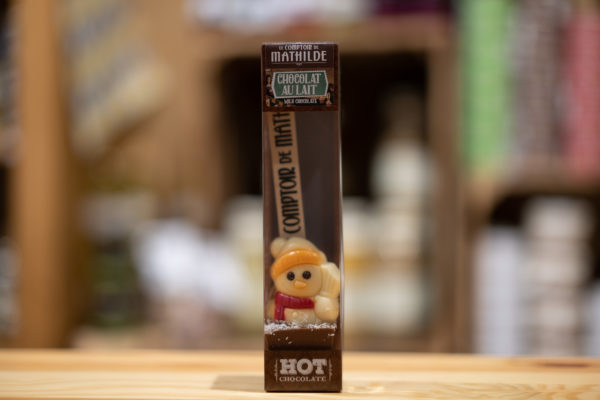 LE COMPTOIR DE
MATHILDE
CHOCOLAT
AU LAIT
MILK CHOCOLATE
COMPTOIR DE MATH
HOT
CHOCOLATE